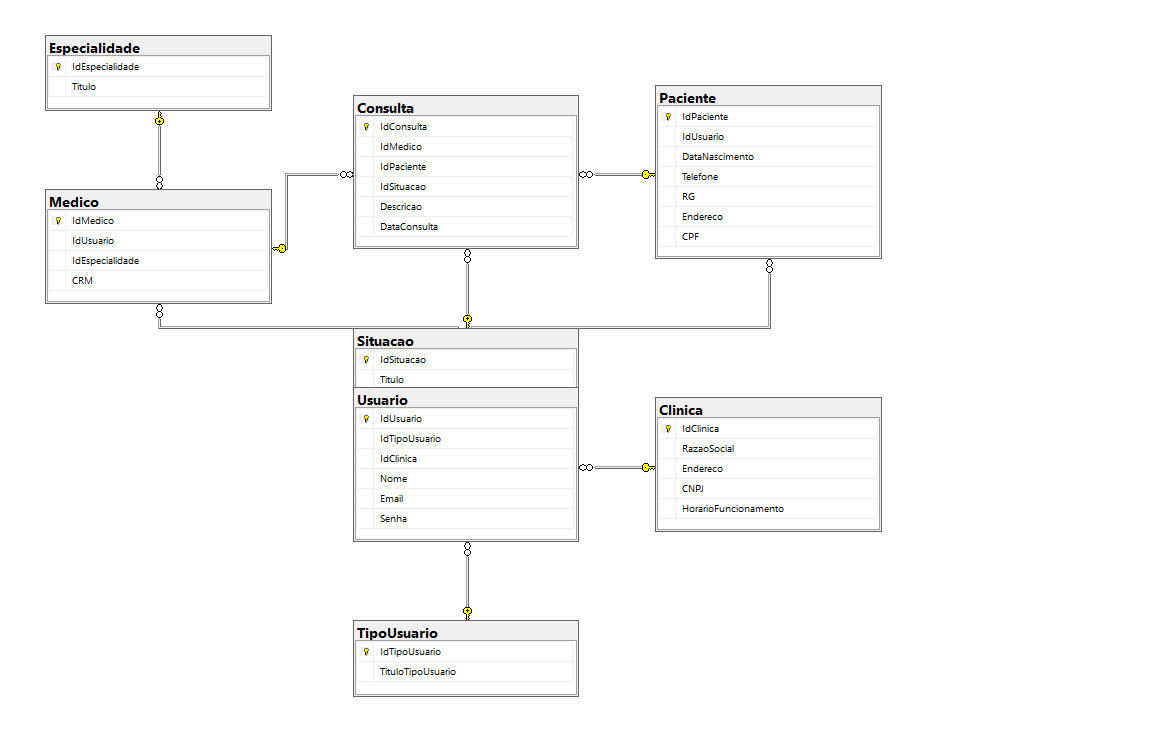 Especialidade
IdEspecialidade
Titulo
Medico
IdMedico
IdUsuario
IdEspecialidade
CRM
Consulta
IdConsulta
IdMedico
IdPaciente
IdSituacao
Descricao
DataConsulta
Paciente
IdPaciente
IdUsuario
DataNascimento
Telefone
RG
Endereco
CPF
Situacao
IdSituacao
Titulo
Usuario
IdUsuario
IdTipoUsuario
IdClinica
Nome
Email
Senha
Clinica
IdClinica
RazaoSocial
Endereco
CNPJ
HorarioFuncionamento
TipoUsuario
IdTipoUsuario
TituloTipoUsuario